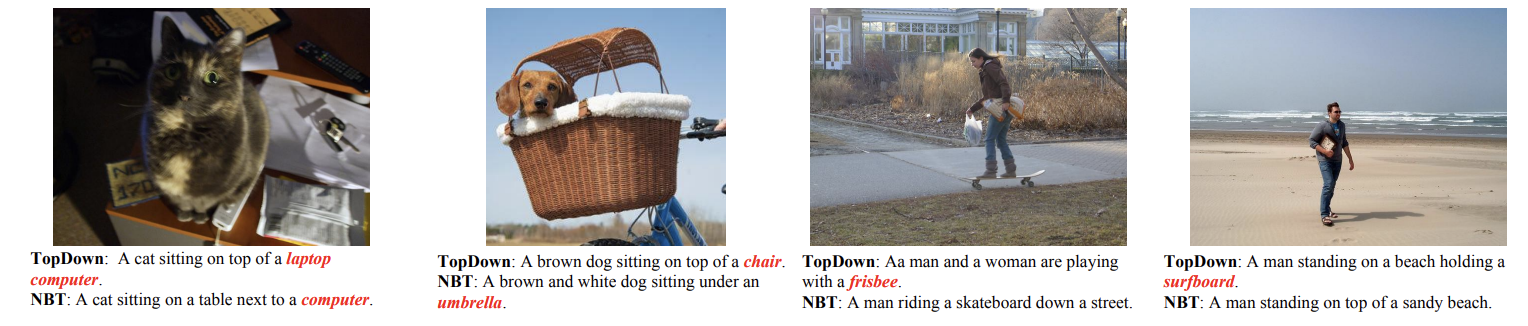 TopDown: A cat sitting on top of a laptop
computer.
NBT: A cat sitting on a table next to a computer.
TopDown: A brown dog sitting on top of a chair.
NBT: A brown and white dog sitting under an
umbrella.
TopDown: Aa man and a woman are playing
with a frisbee.
NBT: A man riding a skateboard down a street.
TopDown: A man standing on a beach holding a
surfboard.
NBT: A man standing on top of a sandy beach.